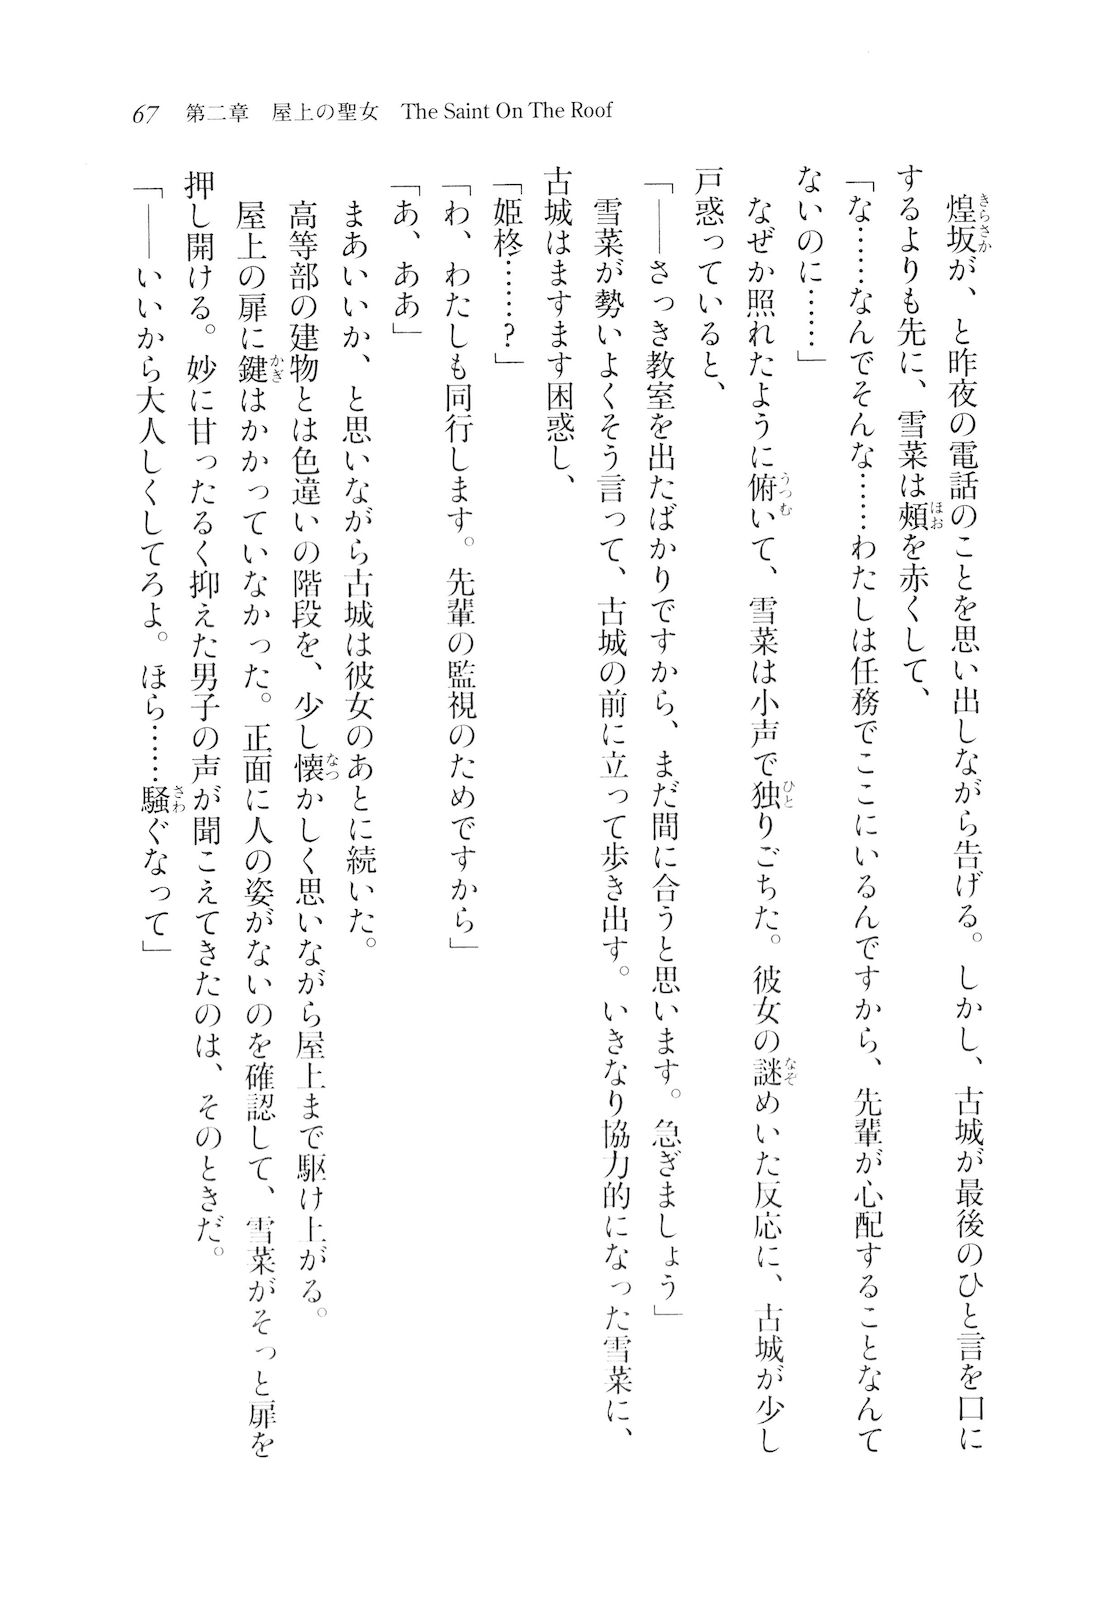 67　第二章　屋上の聖女　The Saint On The Roof
　煌坂が、と昨夜の電話のことを思い出しながら告げる。しかし、古城が最後のひと言を口に
するよりも先に、雪菜は頬を赤くして、
「な……なんでそんな……わたしは任務でここにいるんですから、先輩が心配することなんて
ないのに……」
　なぜか照れたように俯いて、雪菜は小声で独りごちた。彼女の謎めいた反応に、古城が少し
戸惑っていると、
「――さっき教室を出たばかりですから、まだ間に合うと思います。急ぎましょう」
　雪菜が勢いよくそう言って、古城の前に立って歩き出す。いきなり協力的になった雪菜に、
古城はますます困惑し、
「姫柊……？」
「わ、わたしも同行します。先輩の監視のためですから」
「あ、ああ」
　まあいいか、と思いながら古城は彼女のあとに続いた。
　高等部の建物とは色違いの階段を、少し懐かしく思いながら屋上まで駆け上がる。
　屋上の扉に鍵はかかっていなかった。正面に人の姿がないのを確認して、雪菜がそっと扉を
押し開ける。妙に甘ったるく抑えた男子の声が聞こえてきたのは、そのときだ。
「――いいから大人しくしてろよ。ほら……騒ぐなって」